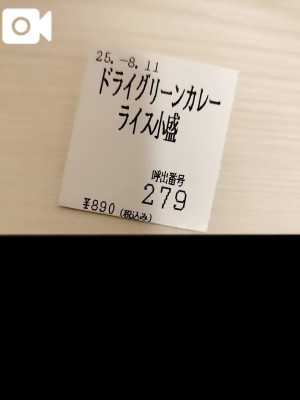 25.-8.11
ドライグリーンカレー
ライス小盛
呼出番号
279
¥890(税込み)